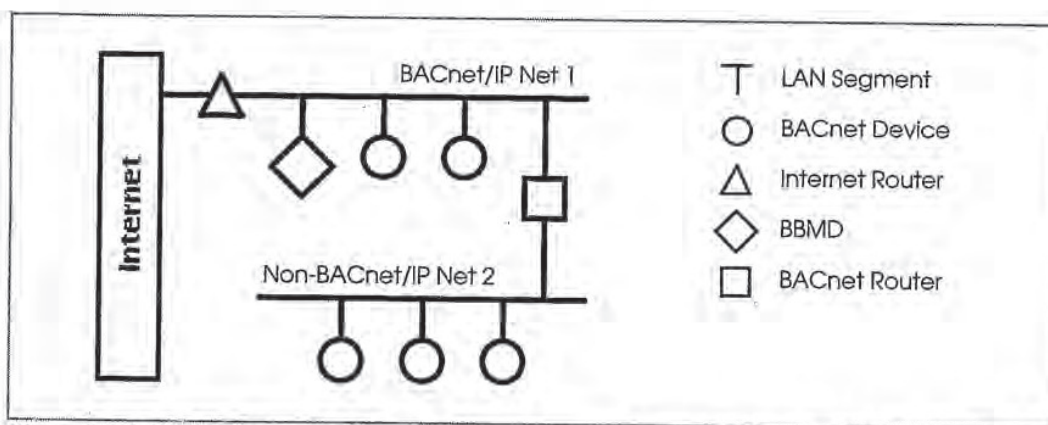 Internet
BACnet/IP Net 1
Non-BACnet/IP Net 2
LAN Segment
BACnet Device
Internet Router
BBMD
BACnet Router